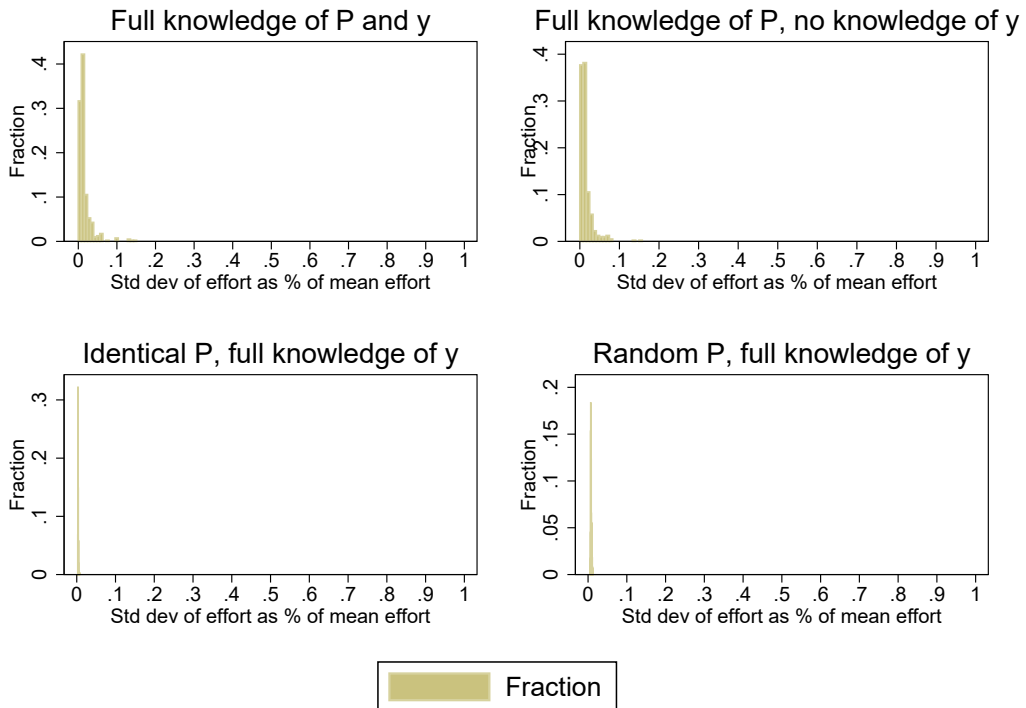 Full knowledge of P and y
Fraction
0 .1 .2 .3 .4
0 .1 .2 .3 .4 .5 .6 .7 .8 .9 1
Std dev of effort as % of mean effort
Full knowledge of P, no knowledge of y
Fraction
0 .1 .2 .3 .4
0 .1 .2 .3 .4 .5 .6 .7 .8 .9 1
Std dev of effort as % of mean effort
Identical P, full knowledge of y
Fraction
0 .1 .2 .3
0 .1 .2 .3 .4 .5 .6 .7 .8 .9 1
Std dev of effort as % of mean effort
Random P, full knowledge of y
Fraction
0 .05 .1 .15 .2
0 .1 .2 .3 .4 .5 .6 .7 .8 .9 1
Std dev of effort as % of mean effort
Fraction